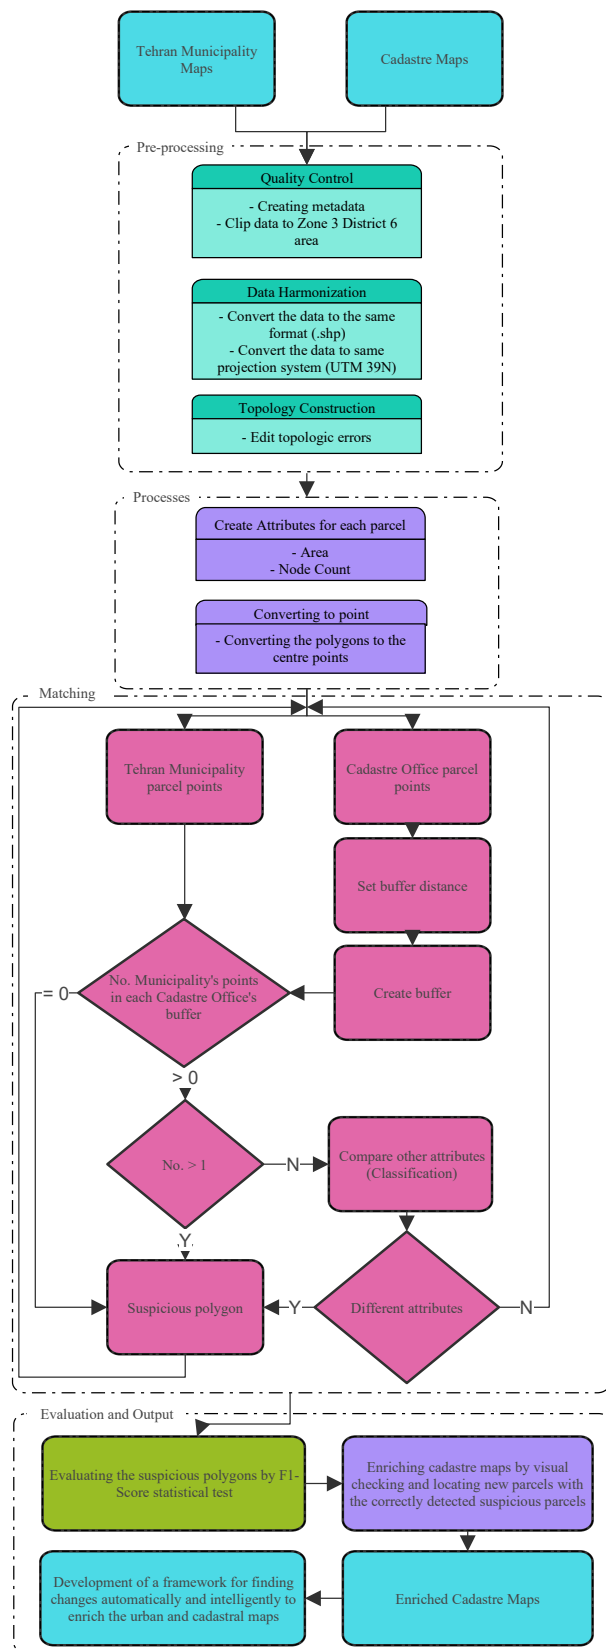 Tehran Municipality
Maps
Cadastre Maps
Pre-processing
Quality Control
- Creating metadata
- Clip data to Zone 3 District 6
area
Data Harmonization
- Convert the data to the same
format (.shp)
- Convert the data to same
projection system (UTM 39N)
Topology Construction
- Edit topologic errors
Processes
Create Attributes for each parcel
- Area
- Node Count
Converting to point
- Converting the polygons to the
centre points
Matching
Tehran Municipality
parcel points
Cadastre Office parcel
points
Set buffer distance
No. Municipality's points
in each Cadastre Office's
buffer
Create buffer
= 0
> 0
No. > 1
N
Compare other attributes
(Classification)
Y
Suspicious polygon
Y
Different attributes
N
Evaluation and Output
Evaluating the suspicious polygons by F1-
Score statistical test
Enriching cadastre maps by visual
checking and locating new parcels with
the correctly detected suspicious parcels
Development of a framework for finding
changes automatically and intelligently to
enrich the urban and cadastral maps
Enriched Cadastre Maps